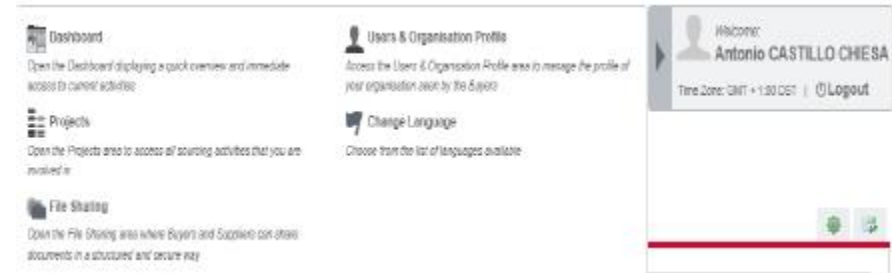 Dashboard
Open the Dashboard displaying a quick overview and immediate
access to current activities
Projects
Open the Projects area to access all sourcing activities that you are
involved in
File Sharing
Open the File Sharing area where Buyers and Suppliers can share
documents in a structured and secure way
Users & Organisation Profile
Access the Users & Organisation Profile area to manage the profile of
your organisation seen by the Buyers
Change Language
Choose from the list of languages available
Welcome:
Antonio CASTILLO CHIESA
Time Zone: GMT + 1:00 CET | Logout